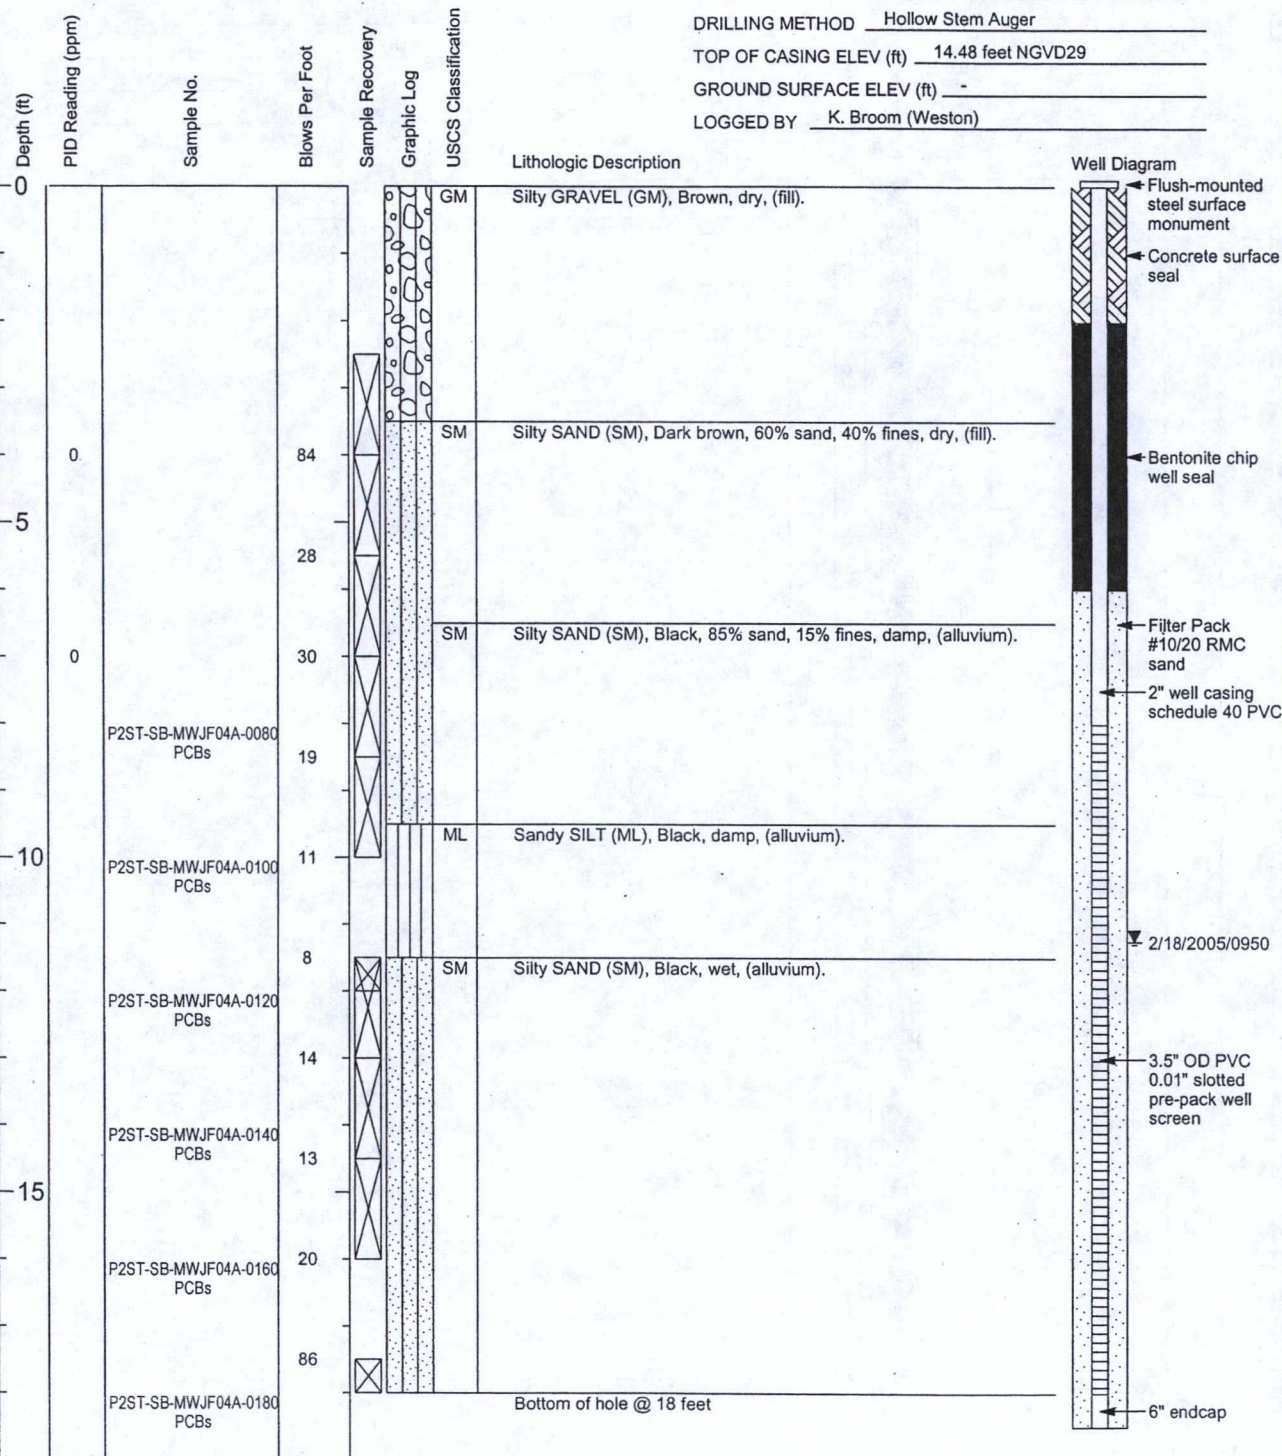 DRILLING METHOD Hollow Stem Auger
TOP OF CASING ELEV (ft) 14.48 feet NGVD29
GROUND SURFACE ELEV (ft) -
LOGGED BY K. Broom (Weston)
Depth (ft)
PID Reading (ppm)
Sample No.
Blows Per Foot
Sample Recovery
Graphic Log
USCS Classification
Lithologic Description
Well Diagram
0
GM
Silty GRAVEL (GM), Brown, dry, (fill).
Flush-mounted
steel surface
monument
Concrete surface
seal
SM
Silty SAND (SM), Dark brown, 60% sand, 40% fines, dry, (fill).
0
84
Bentonite chip
well seal
5
28
SM
Silty SAND (SM), Black, 85% sand, 15% fines, damp, (alluvium).
Filter Pack
#10/20 RMC
sand
0
30
2" well casing
schedule 40 PVC
P2ST-SB-MWJF04A-0080
PCBs
19
ML
Sandy SILT (ML), Black, damp, (alluvium).
10
P2ST-SB-MWJF04A-0100
PCBs
11
2/18/2005/0950
8
SM
Silty SAND (SM), Black, wet, (alluvium).
P2ST-SB-MWJF04A-0120
PCBs
14
3.5" OD PVC
0.01" slotted
pre-pack well
screen
P2ST-SB-MWJF04A-0140
PCBs
13
15
20
P2ST-SB-MWJF04A-0160
PCBs
86
P2ST-SB-MWJF04A-0180
PCBs
Bottom of hole @ 18 feet
6" endcap